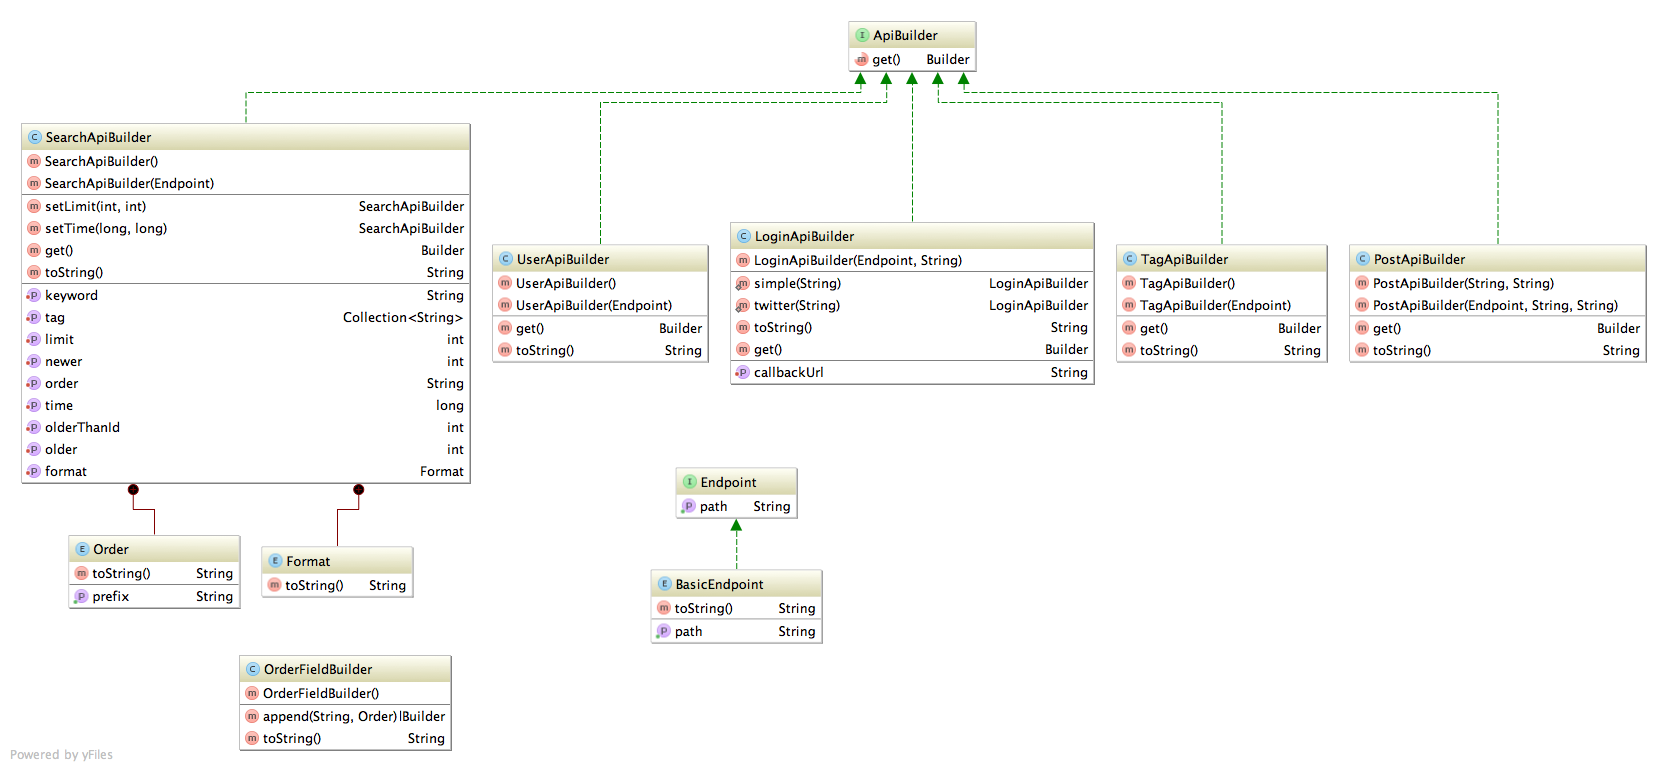 ApiBuilder
get() Builder
SearchApiBuilder
SearchApiBuilder()
SearchApiBuilder(Endpoint)
setLimit(int, int) SearchApiBuilder
setTime(long, long) SearchApiBuilder
get() Builder
toString() String
keyword String
tag Collection<String>
limit int
newer int
order String
time long
olderThanId int
older int
format Format
UserApiBuilder
UserApiBuilder()
UserApiBuilder(Endpoint)
get() Builder
toString() String
LoginApiBuilder
LoginApiBuilder(Endpoint, String)
simple(String) LoginApiBuilder
twitter(String) LoginApiBuilder
toString() String
get() Builder
callbackUrl String
TagApiBuilder
TagApiBuilder()
TagApiBuilder(Endpoint)
get() Builder
toString() String
PostApiBuilder
PostApiBuilder(String, String)
PostApiBuilder(Endpoint, String, String)
get() Builder
toString() String
Endpoint
path String
BasicEndpoint
toString() String
path String
Order
toString() String
prefix String
Format
toString() String
OrderFieldBuilder
OrderFieldBuilder()
append(String, Order) Builder
toString() String
Powered by yFiles